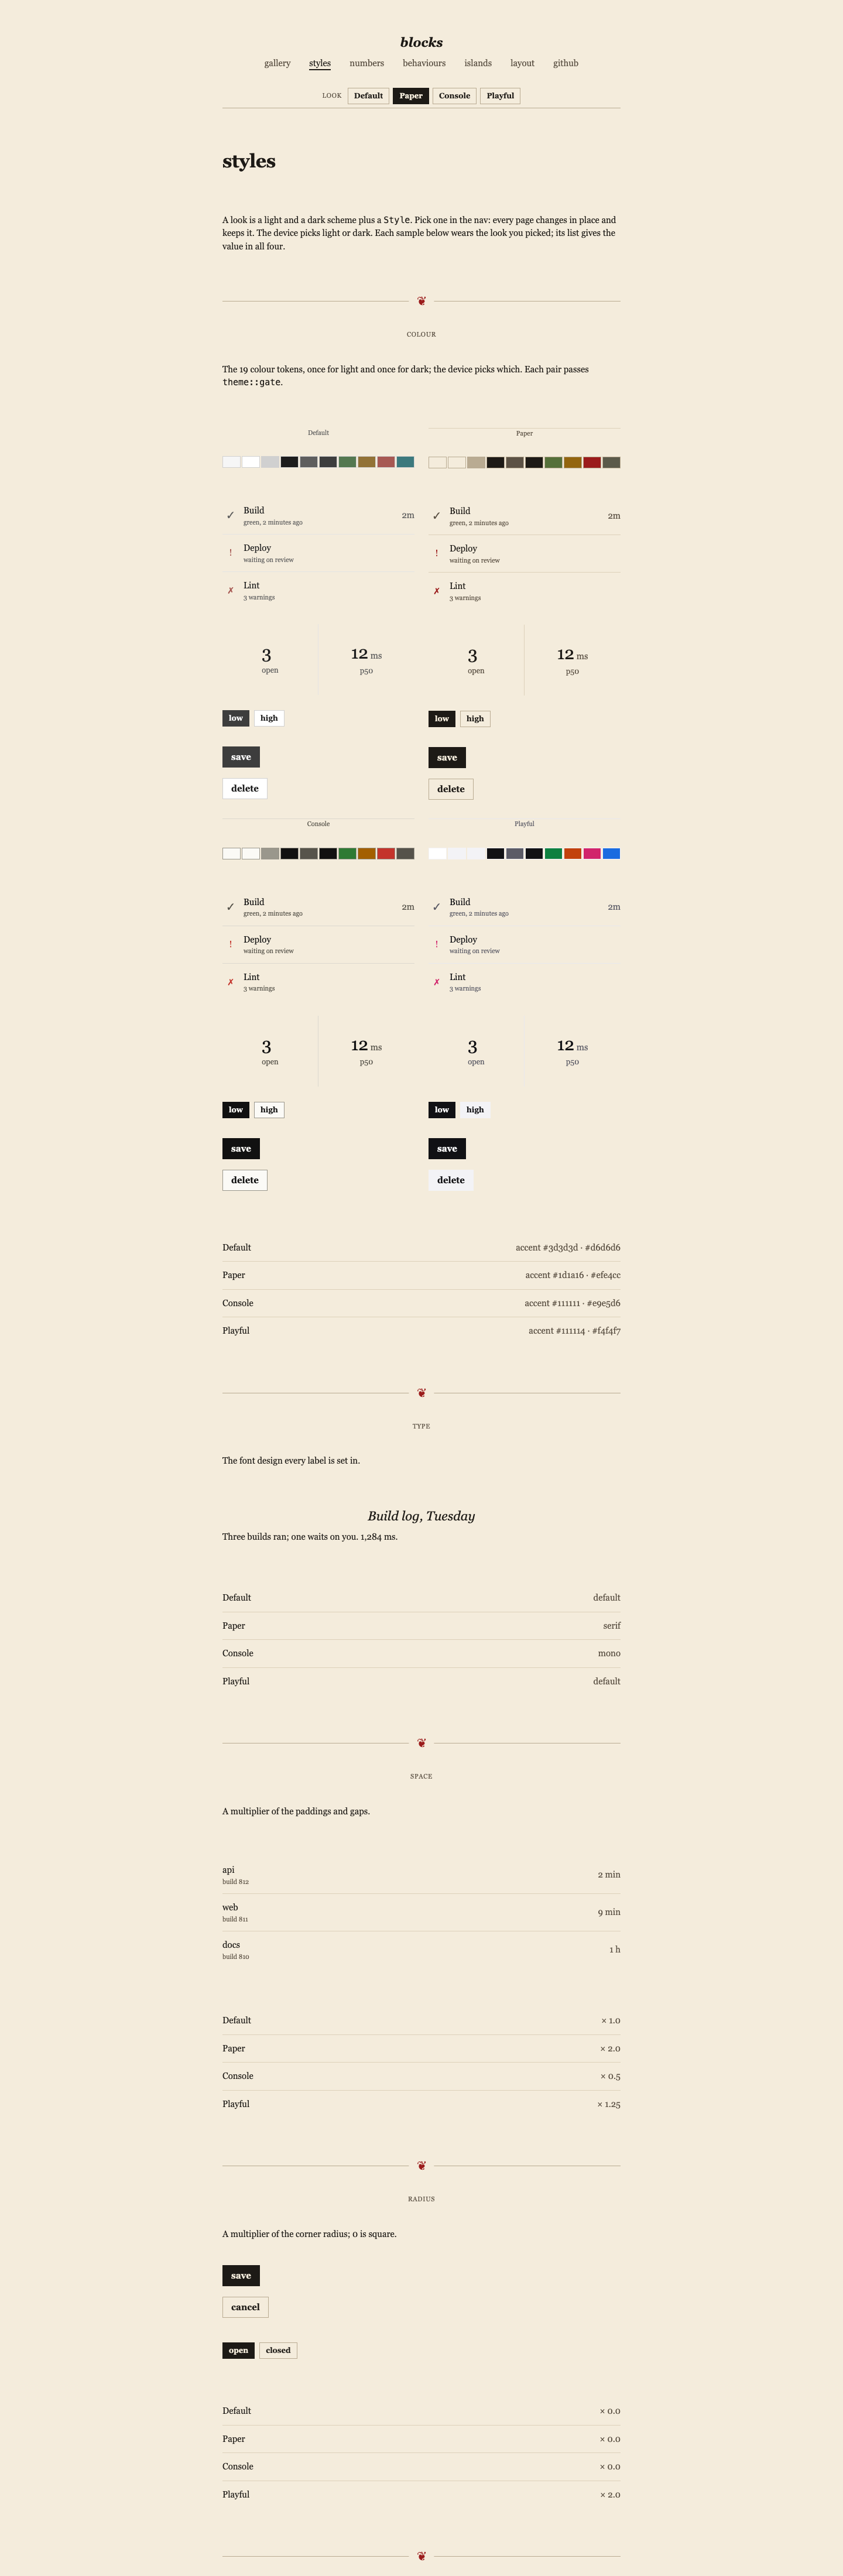 blocks
gallery styles numbers behaviours islands layout github
LOOK Default Paper Console Playful
styles
A look is a light and a dark scheme plus a Style. Pick one in the nav: every page changes in place and
keeps it. The device picks light or dark. Each sample below wears the look you picked; its list gives the
value in all four.
COLOUR
The 19 colour tokens, once for light and once for dark; the device picks which. Each pair passes
theme::gate.
Default
✓ Build 2m
green, 2 minutes ago
! Deploy
waiting on review
✗ Lint
3 warnings
3 12 ms
open p50
low high
save
delete
Paper
✓ Build 2m
green, 2 minutes ago
! Deploy
waiting on review
✗ Lint
3 warnings
3 12 ms
open p50
low high
save
delete
Console
✓ Build 2m
green, 2 minutes ago
! Deploy
waiting on review
✗ Lint
3 warnings
3 12 ms
open p50
low high
save
delete
Playful
✓ Build 2m
green, 2 minutes ago
! Deploy
waiting on review
✗ Lint
3 warnings
3 12 ms
open p50
low high
save
delete
Default accent #3d3d3d · #d6d6d6
Paper accent #1d1a16 · #efe4cc
Console accent #111111 · #e9e5d6
Playful accent #111114 · #f4f4f7
TYPE
The font design every label is set in.
Build log, Tuesday
Three builds ran; one waits on you. 1,284 ms.
Default default
Paper serif
Console mono
Playful default
SPACE
A multiplier of the paddings and gaps.
api 2 min
build 812
web 9 min
build 811
docs 1 h
build 810
Default × 1.0
Paper × 2.0
Console × 0.5
Playful × 1.25
RADIUS
A multiplier of the corner radius; 0 is square.
save
cancel
open closed
Default × 0.0
Paper × 0.0
Console × 0.0
Playful × 2.0